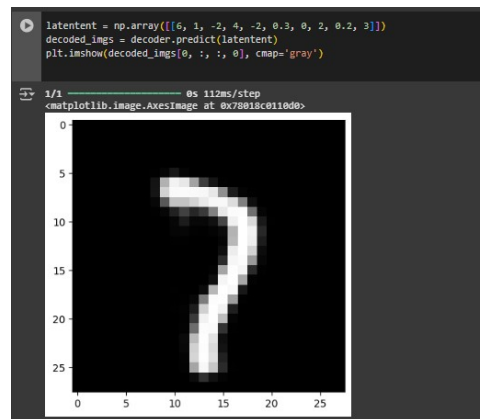 latentent = np.array([[6, 1, -2, 4, -2, 0.3, 0, 2, 0.2, 3]])
decoded_imgs = decoder.predict(latentent)
plt.imshow(decoded_imgs[0, :, :, 0], cmap='gray')
1/1 ━━━━━━━━━━━━━━━━━━━━ 0s 112ms/step
<matplotlib.image.AxesImage at 0x78018c0110d0>
0
5
10
15
20
25
0 5 10 15 20 25